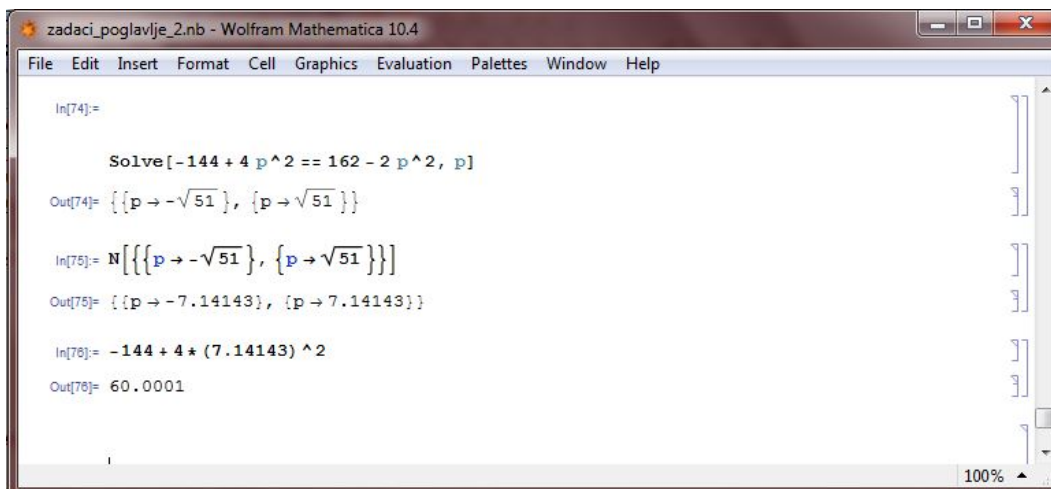 zadaci_poglavlje_2.nb - Wolfram Mathematica 10.4
File Edit Insert Format Cell Graphics Evaluation Palettes Window Help
In[74]:=
Solve[-144 + 4 p^2 == 162 - 2 p^2, p]
Out[74]= {{p → -√51}, {p → √51}}
In[75]:= N[{{p → -√51}, {p → √51}}]
Out[75]= {{p → -7.14143}, {p → 7.14143}}
In[76]:= -144 + 4 * (7.14143) ^2
Out[76]= 60.0001
100%